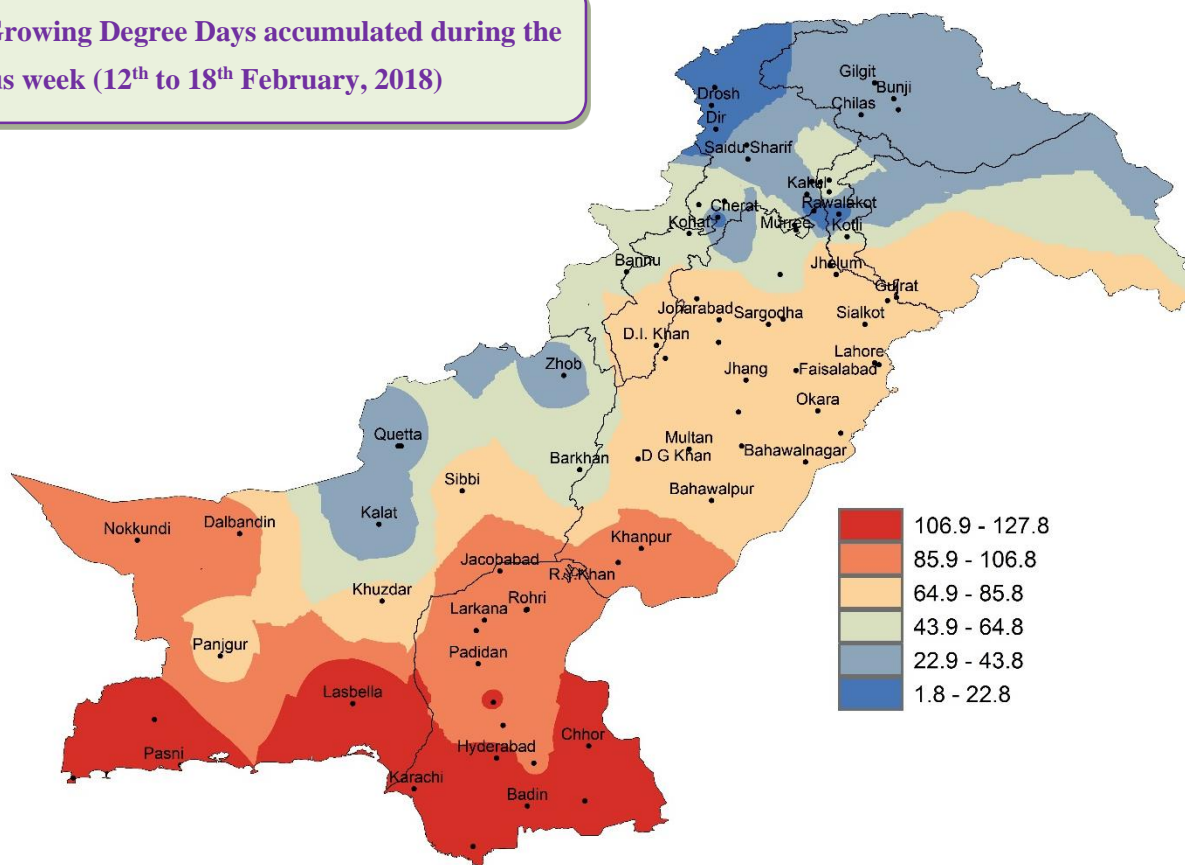 Growing Degree Days accumulated during the
us week (12th to 18th February, 2018)
Gilgit
Bunji
Drosh
Chilas
Dir
Saidu Sharif
Kakul
Cherat
Rawalakot
Kohat
Murree
Kotli
Bannu
Jhelum
Gujrat
Joharabad
Sargodha
Sialkot
D.I. Khan
Lahore
Zhob
Jhang
Faisalabad
Okara
Quetta
Multan
Barkhan
D G Khan
Bahawalnagar
Sibbi
Bahawalpur
Kalat
Nokkundi
Dalbandin
Khanpur
Jacobabad
R.Y.Khan
Khuzdar
Rohri
Larkana
Panjgur
Padidan
Lasbella
Chhor
Pasni
Hyderabad
Karachi
Badin
106.9 - 127.8
85.9 - 106.8
64.9 - 85.8
43.9 - 64.8
22.9 - 43.8
1.8 - 22.8